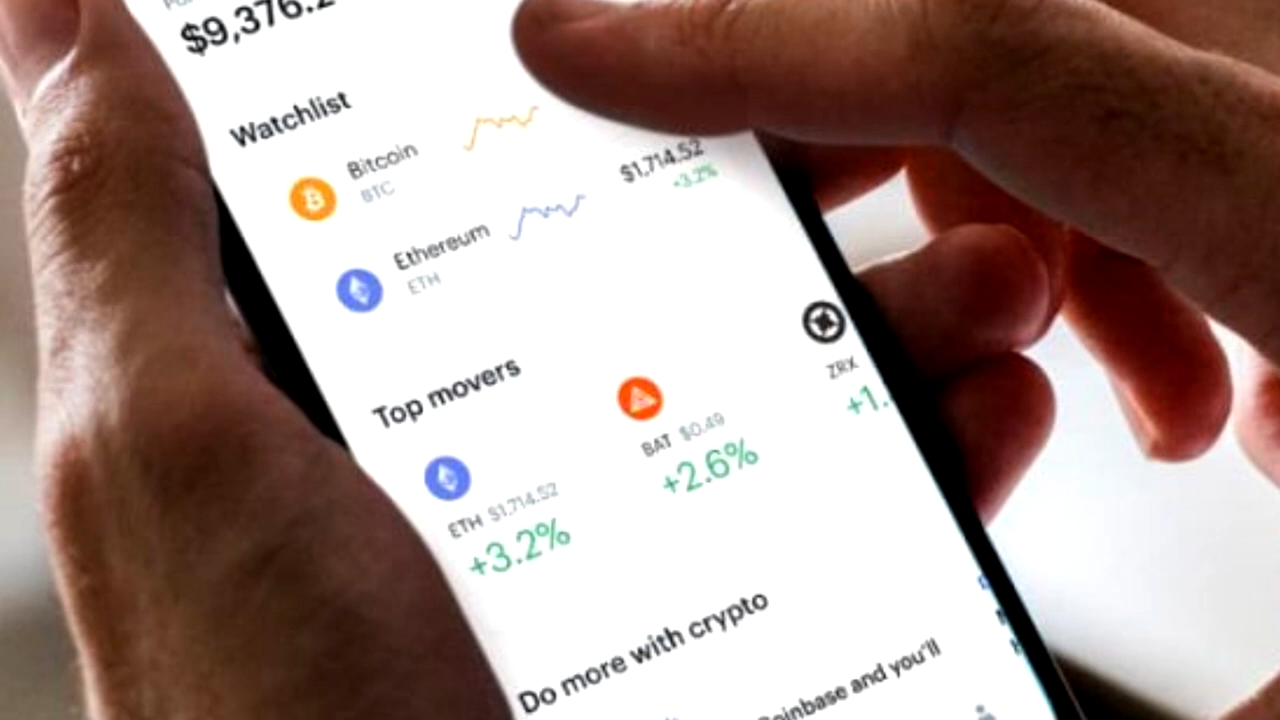 $9,376.2
Watchlist
Bitcoin
BTC
$1,714.52
+3.2%
Ethereum
ETH
Top movers
ETH $1,714.52
+3.2%
BAT $0.49
+2.6%
ZRX
+1.
Do more with crypto
Coinbase and you'll